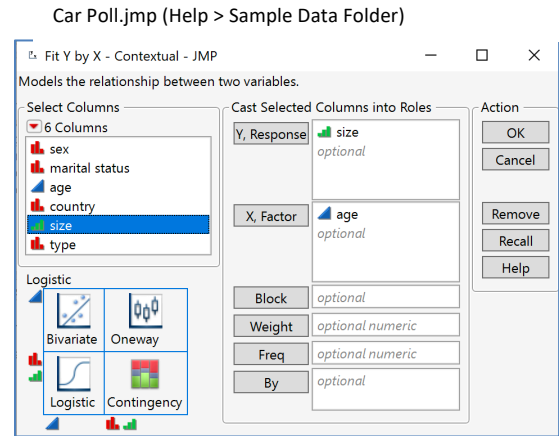 Car Poll.jmp (Help > Sample Data Folder)
Fit Y by X - Contextual - JMP
Models the relationship between two variables.
Select Columns
6 Columns
sex
marital status
age
country
size
type
Cast Selected Columns into Roles
Y, Response
size
optional
X, Factor
age
optional
Block
optional
Weight
optional numeric
Freq
optional numeric
By
optional
Action
OK
Cancel
Remove
Recall
Help
Logistic
Bivariate
Oneway
Logistic
Contingency